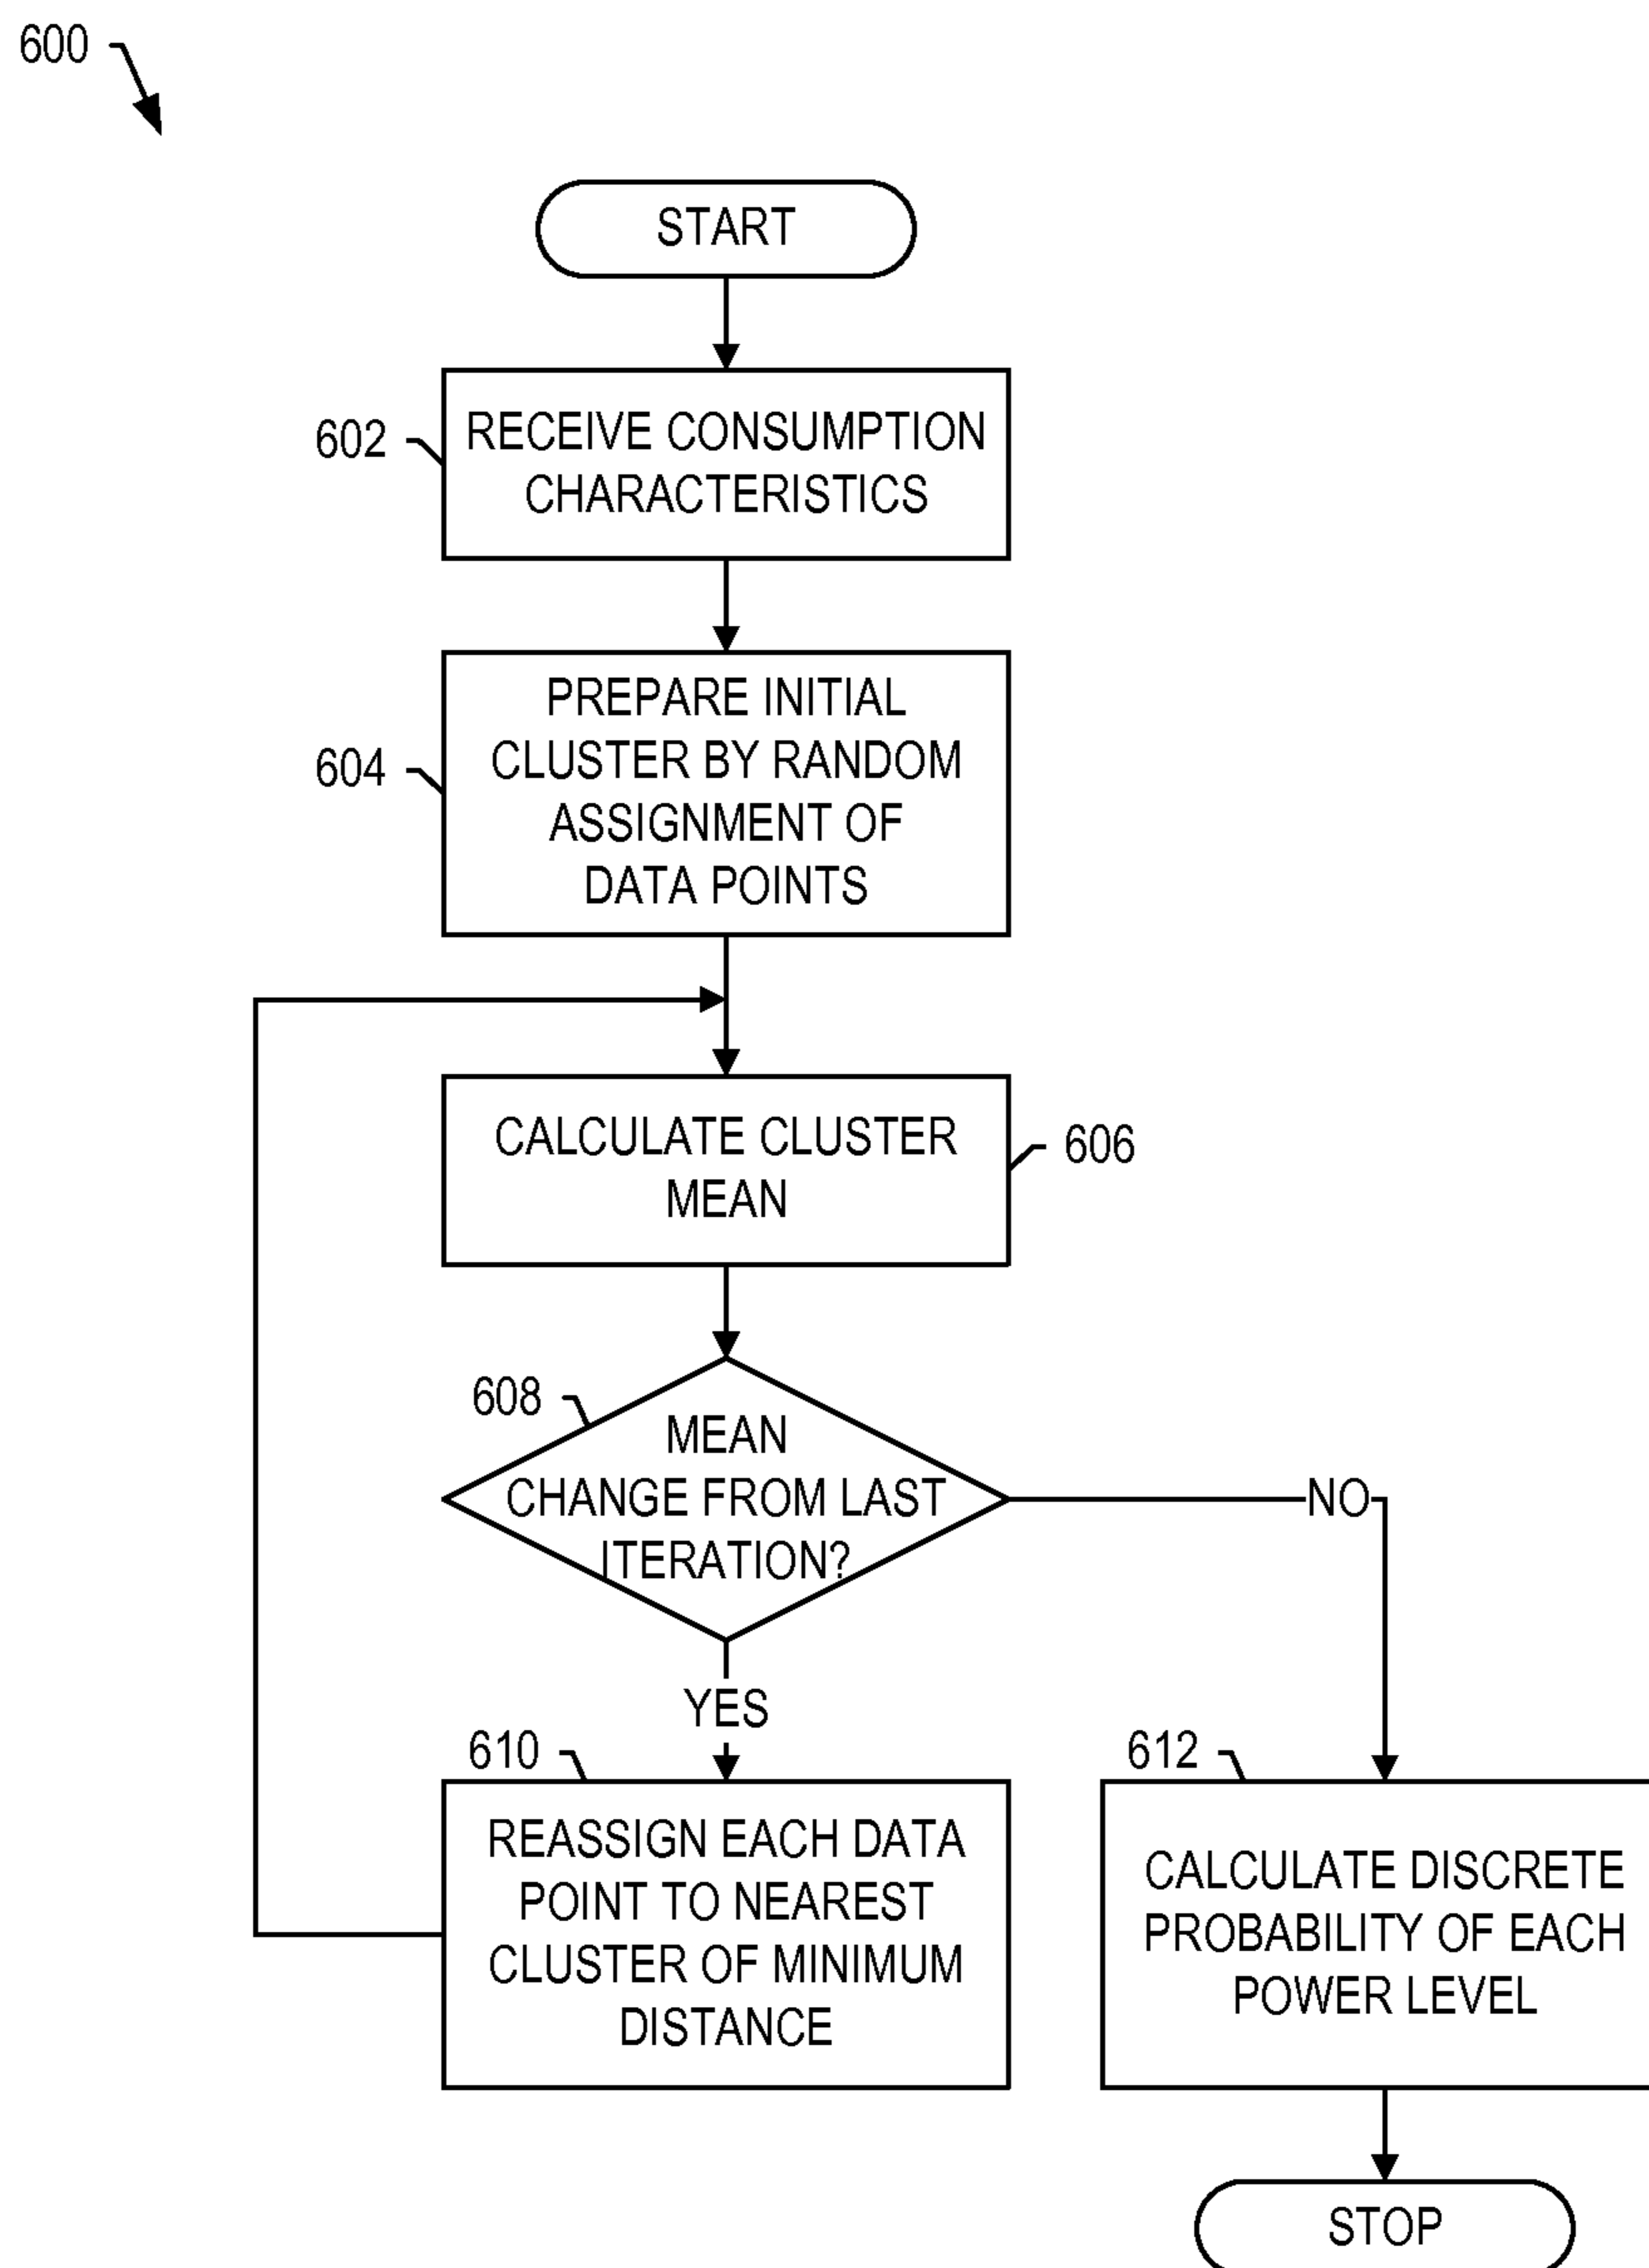 600
START
602
RECEIVE CONSUMPTION
CHARACTERISTICS
604
PREPARE INITIAL
CLUSTER BY RANDOM
ASSIGNMENT OF
DATA POINTS
CALCULATE CLUSTER
MEAN
606
608
MEAN
CHANGE FROM LAST
ITERATION?
NO
YES
610
REASSIGN EACH DATA
POINT TO NEAREST
CLUSTER OF MINIMUM
DISTANCE
612
CALCULATE DISCRETE
PROBABILITY OF EACH
POWER LEVEL
STOP